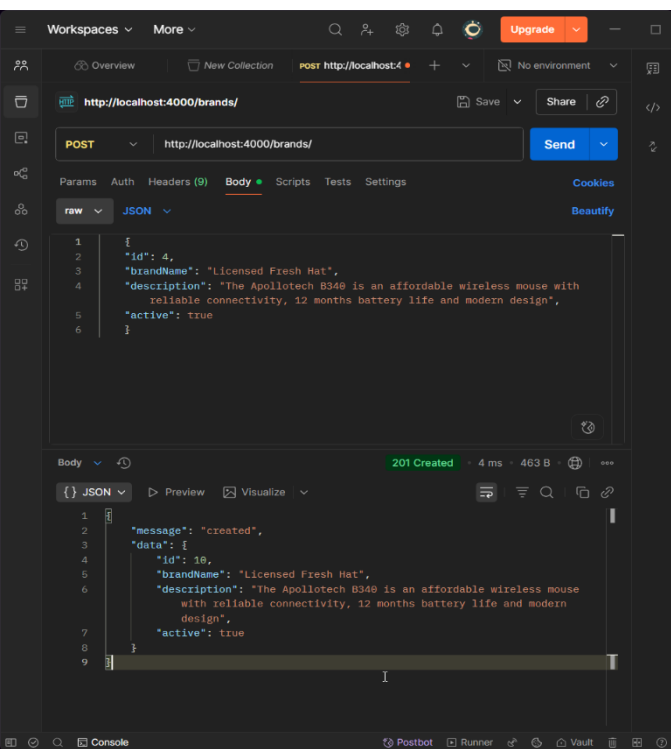 Workspaces More Upgrade
Overview New Collection POST http://localhost:4 + No environment
HTTP http://localhost:4000/brands/ Save Share
POST http://localhost:4000/brands/ Send
Params Auth Headers (9) Body Scripts Tests Settings Cookies
raw JSON Beautify
1 {
2 "id": 4,
3 "brandName": "Licensed Fresh Hat",
4 "description": "The Apollotech B340 is an affordable wireless mouse with
reliable connectivity, 12 months battery life and modern design",
5 "active": true
6 }
Body 201 Created 4 ms 463 B
{} JSON Preview Visualize
1 {
2 "message": "created",
3 "data": {
4 "id": 10,
5 "brandName": "Licensed Fresh Hat",
6 "description": "The Apollotech B340 is an affordable wireless mouse
with reliable connectivity, 12 months battery life and modern
design",
7 "active": true
8 }
9 }
Console Postbot Runner Vault